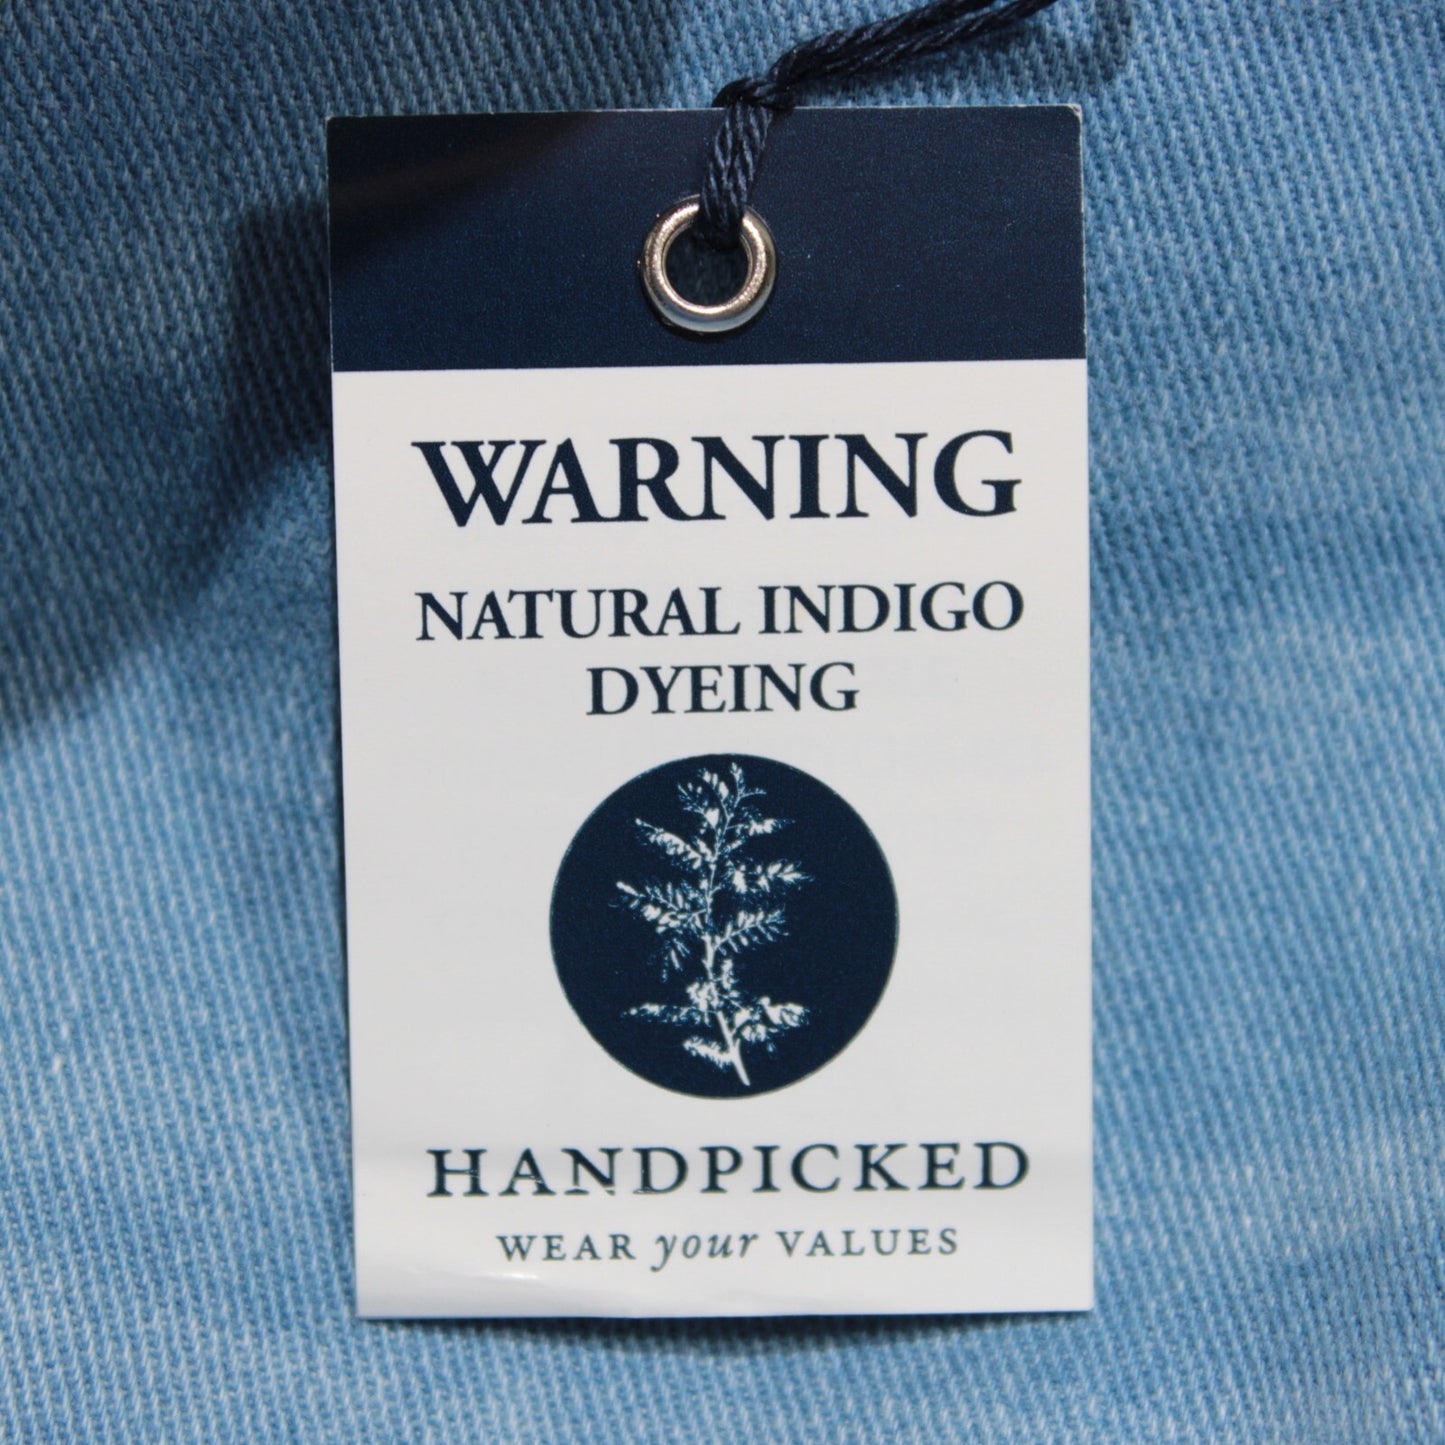 WARNING
NATURAL INDIGO
DYEING
HANDPICKED
WEAR your VALUES